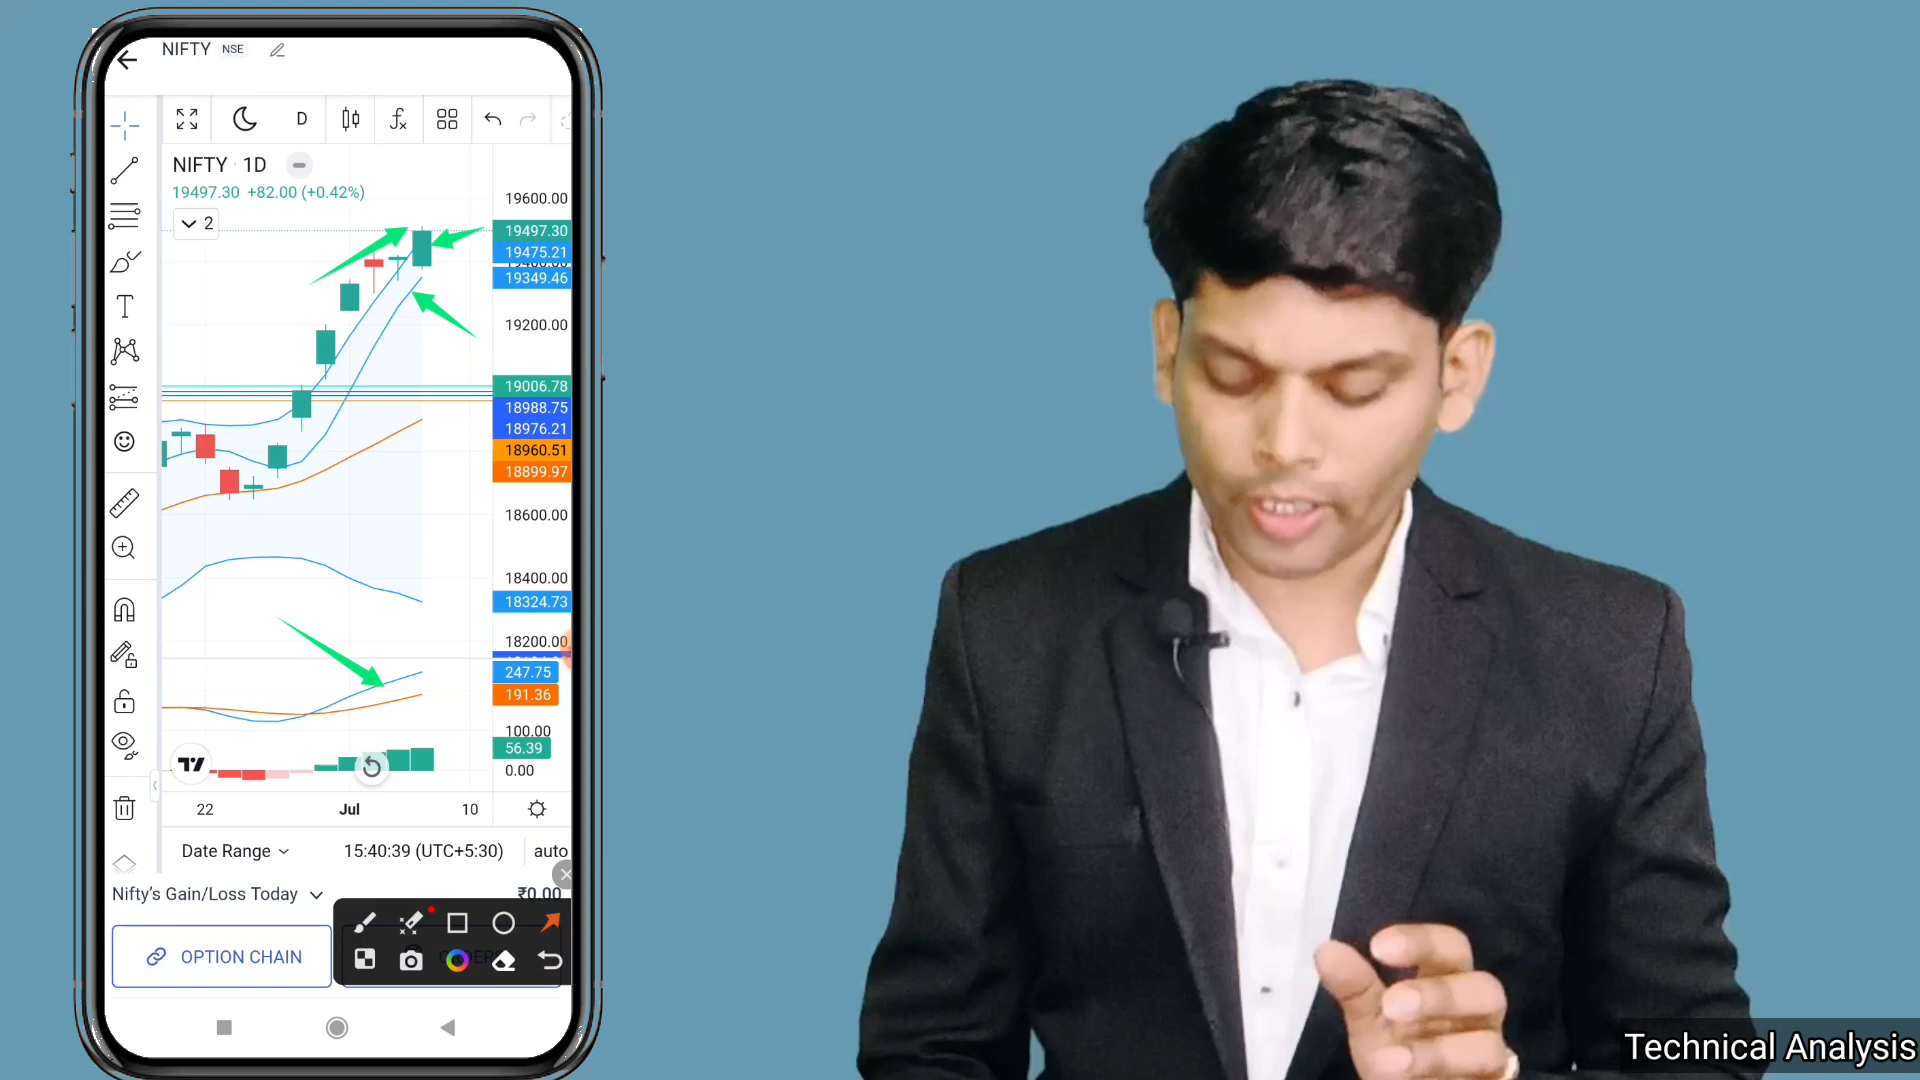 NIFTY NSE
D
NIFTY · 1D
19497.30 +82.00 (+0.42%)
2
19600.00
19497.30
19475.21
19349.46
19200.00
19006.78
18988.75
18976.21
18960.51
18899.97
18600.00
18400.00
18324.73
18200.00
247.75
191.36
100.00
56.39
0.00
22 Jul 10
Date Range 15:40:39 (UTC+5:30) auto
Nifty's Gain/Loss Today ₹0.00
OPTION CHAIN
Technical Analysis